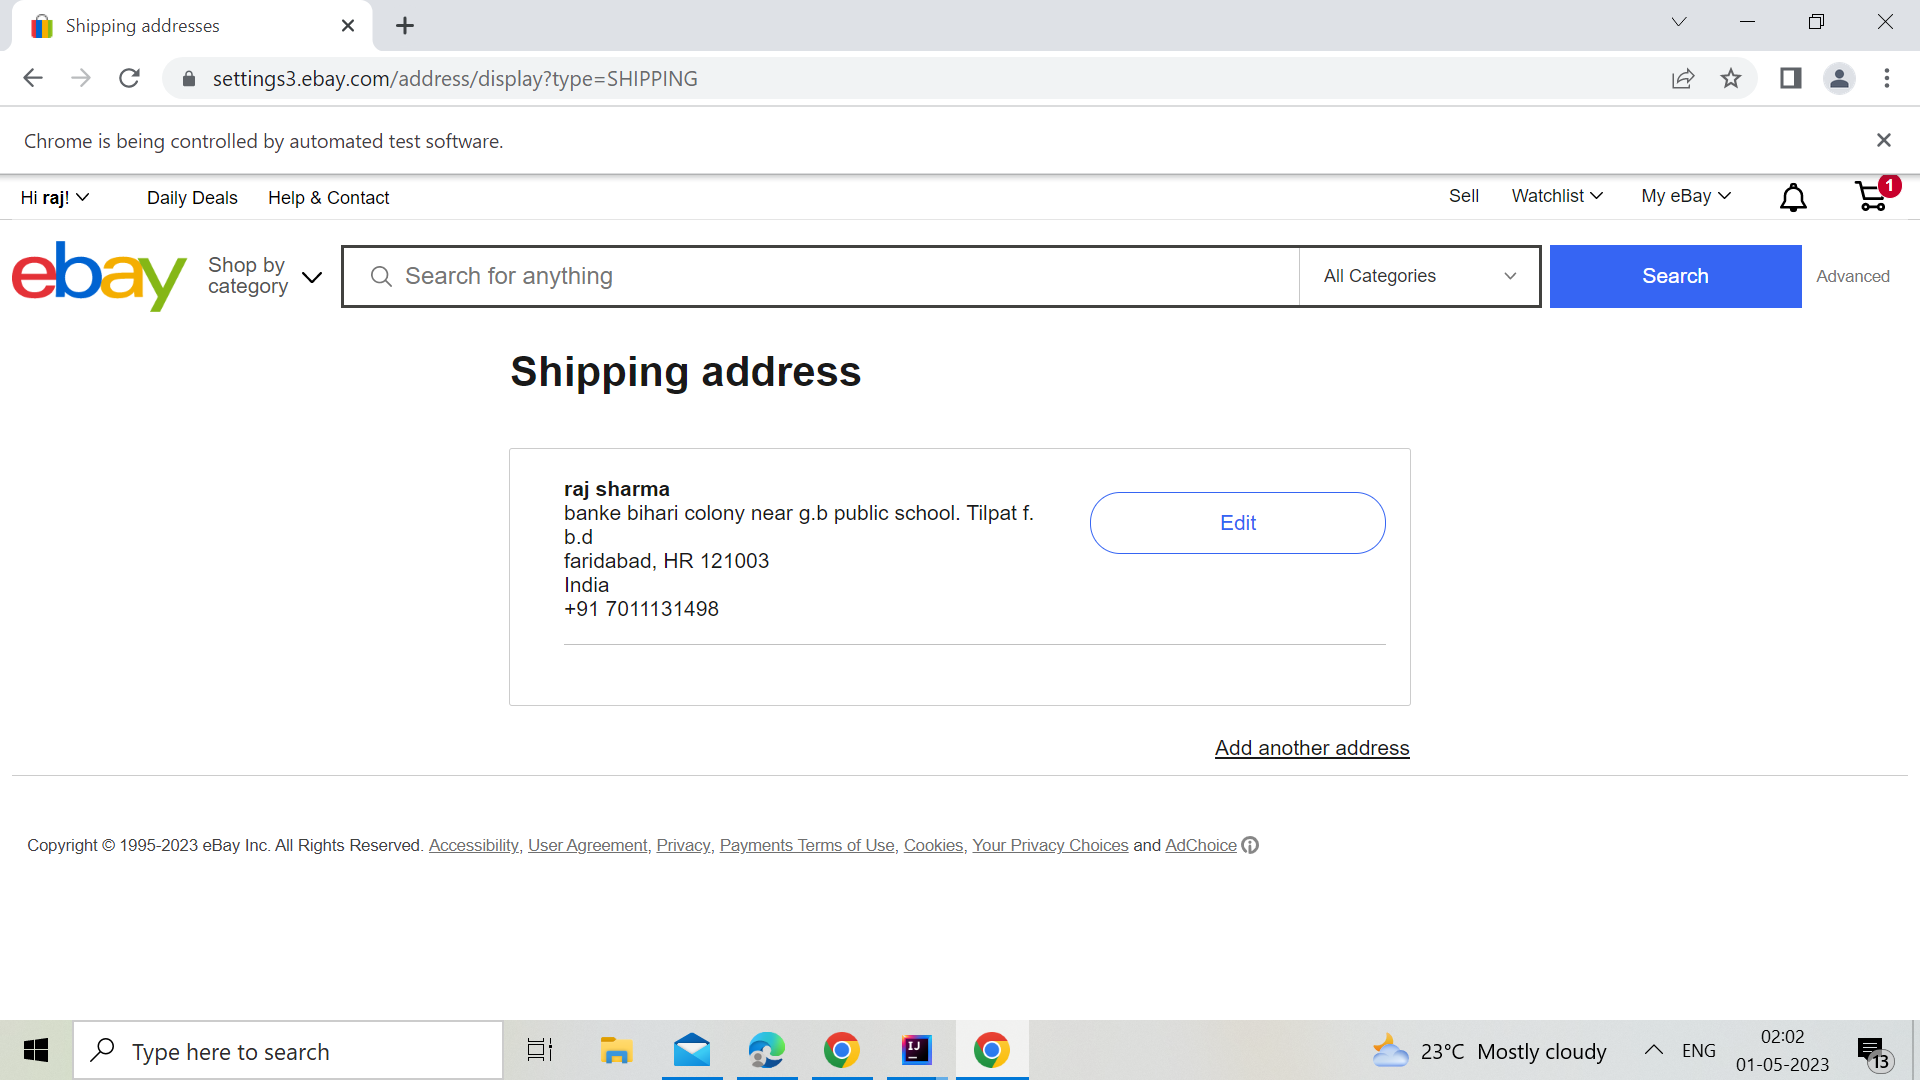 Shipping addresses
settings3.ebay.com/address/display?type=SHIPPING
Chrome is being controlled by automated test software.
Hi raj! Daily Deals Help & Contact Sell Watchlist My eBay 1
ebay Shop by category Search for anything All Categories Search Advanced
Shipping address
raj sharma
banke bihari colony near g.b public school. Tilpat f.
b.d
Edit
faridabad, HR 121003
India
+91 7011131498
Add another address
Copyright © 1995-2023 eBay Inc. All Rights Reserved. Accessibility, User Agreement, Privacy, Payments Terms of Use, Cookies, Your Privacy Choices and AdChoice
Type here to search IJ 23°C Mostly cloudy ENG 02:02
01-05-2023 13